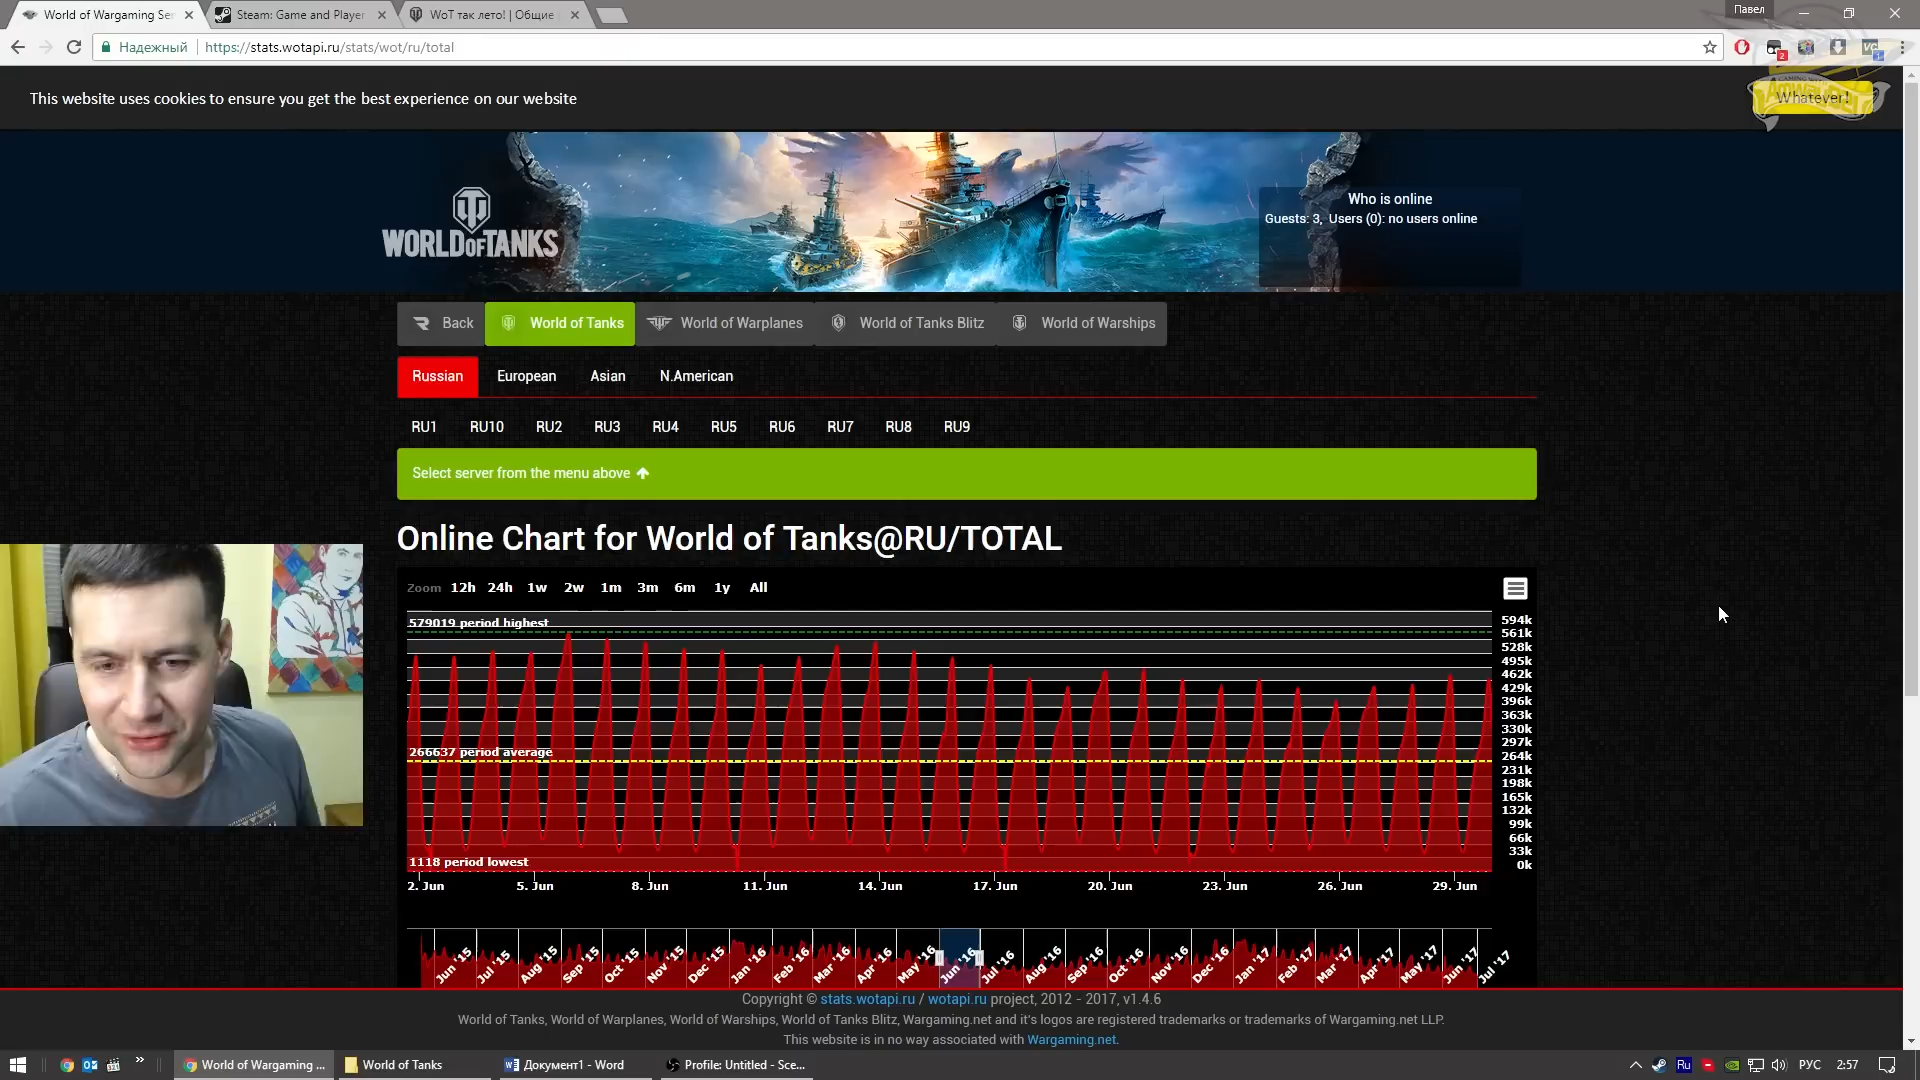 World of Wargaming Ser
Steam: Game and Player
WoT так лето! | Общие
Павел
Надежный
https://stats.wotapi.ru/stats/wot/ru/total
2
VC
1
This website uses cookies to ensure you get the best experience on our website
Whatever!
Amway921
WORLD OF TANKS
Who is online
Guests: 3, Users (0): no users online
Back
World of Tanks
World of Warplanes
World of Tanks Blitz
World of Warships
Russian
European
Asian
N.American
RU1
RU10
RU2
RU3
RU4
RU5
RU6
RU7
RU8
RU9
Select server from the menu above
Online Chart for World of Tanks@RU/TOTAL
Zoom 12h 24h 1w 2w 1m 3m 6m 1y All
579019 period highest
266637 period average
1118 period lowest
594k
561k
528k
495k
462k
429k
396k
363k
330k
297k
264k
231k
198k
165k
132k
99k
66k
33k
0k
2. Jun
5. Jun
8. Jun
11. Jun
14. Jun
17. Jun
20. Jun
23. Jun
26. Jun
29. Jun
Jun '15
Jul '15
Aug '15
Sep '15
Oct '15
Nov '15
Dec '15
Jan '16
Feb '16
Mar '16
Apr '16
May '16
Jun '16
Jul '16
Aug '16
Sep '16
Oct '16
Nov '16
Dec '16
Jan '17
Feb '17
Mar '17
Apr '17
May '17
Jun '17
Jul '17
Copyright © stats.wotapi.ru / wotapi.ru project, 2012 - 2017, v1.4.6
World of Tanks, World of Warplanes, World of Warships, World of Tanks Blitz, Wargaming.net and it's logos are registered trademarks or trademarks of Wargaming.net LLP.
This website is in no way associated with Wargaming.net.
World of Wargaming ...
World of Tanks
Документ1 - Word
Profile: Untitled - Sce...
Ru
РУС
2:57